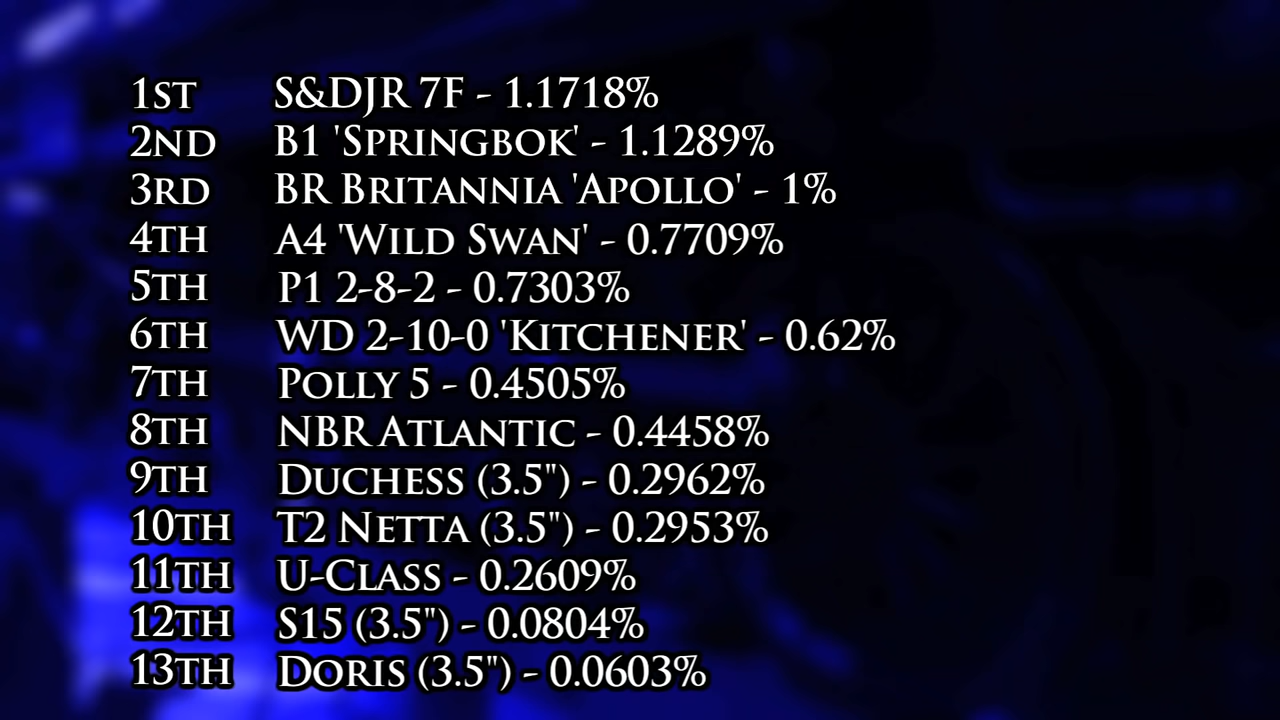 1st S&DJR 7F - 1.1718%
2nd B1 'Springbok' - 1.1289%
3rd BR Britannia 'Apollo' - 1%
4th A4 'Wild Swan' - 0.7709%
5th P1 2-8-2 - 0.7303%
6th WD 2-10-0 'Kitchener' - 0.62%
7th Polly 5 - 0.4505%
8th NBR Atlantic - 0.4458%
9th Duchess (3.5") - 0.2962%
10th T2 Netta (3.5") - 0.2953%
11th U-Class - 0.2609%
12th S15 (3.5") - 0.0804%
13th Doris (3.5") - 0.0603%